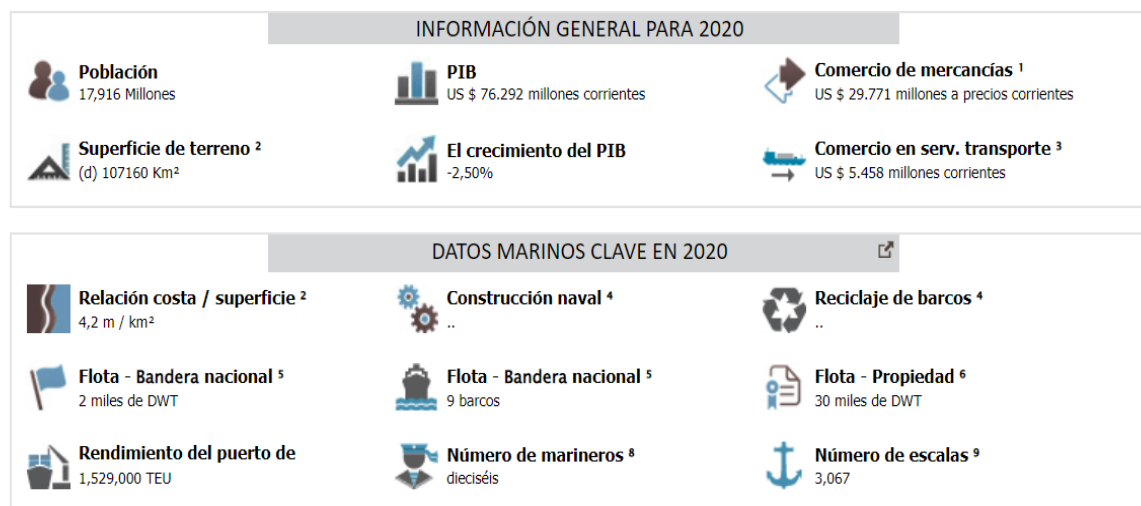 INFORMACIÓN GENERAL PARA 2020
Población
17,916 Millones
PIB
US $ 76.292 millones corrientes
Comercio de mercancías ¹
US $ 29.771 millones a precios corrientes
Superficie de terreno ²
(d) 107160 Km²
El crecimiento del PIB
-2,50%
Comercio en serv. transporte ³
US $ 5.458 millones corrientes
DATOS MARINOS CLAVE EN 2020
Relación costa / superficie ²
4,2 m / km²
Construcción naval ⁴
..
Reciclaje de barcos ⁴
..
Flota - Bandera nacional ⁵
2 miles de DWT
Flota - Bandera nacional ⁵
9 barcos
Flota - Propiedad ⁶
30 miles de DWT
Rendimiento del puerto de
1,529,000 TEU
Número de marineros ⁸
dieciséis
Número de escalas ⁹
3,067